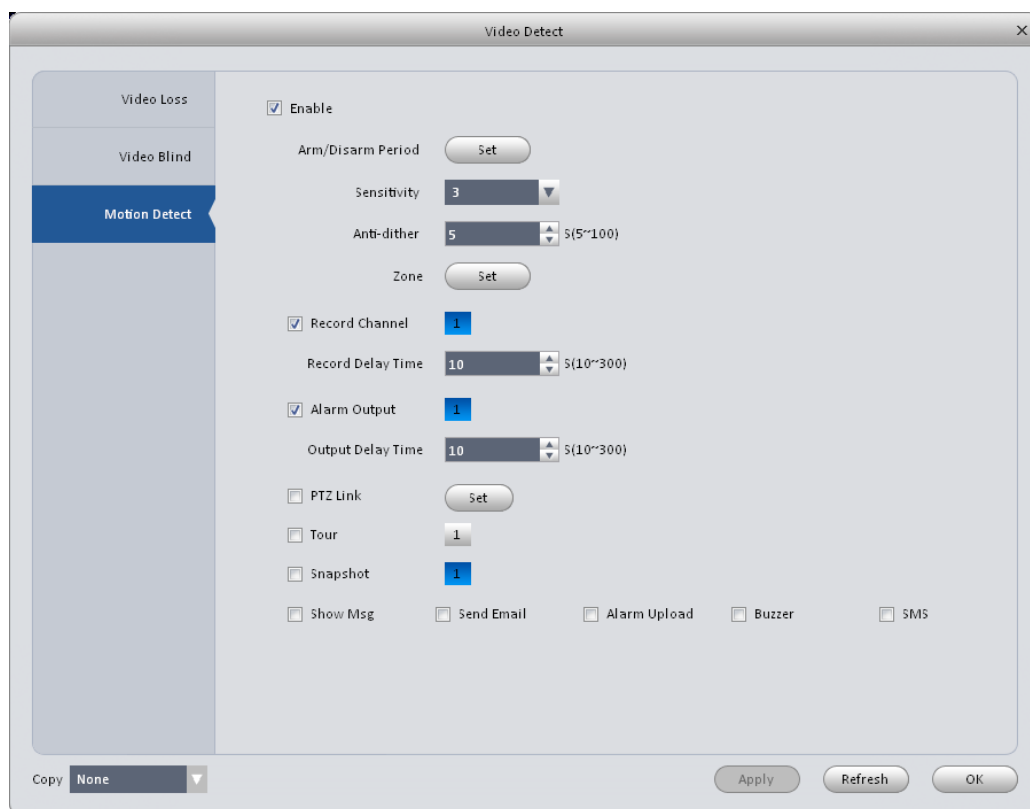 Video Detect
Video Loss
Video Blind
Motion Detect
Enable
Arm/Disarm Period Set
Sensitivity 3
Anti-dither 5 S(5~100)
Zone Set
Record Channel 1
Record Delay Time 10 S(10~300)
Alarm Output 1
Output Delay Time 10 S(10~300)
PTZ Link Set
Tour 1
Snapshot 1
Show Msg Send Email Alarm Upload Buzzer SMS
Copy None Apply Refresh OK